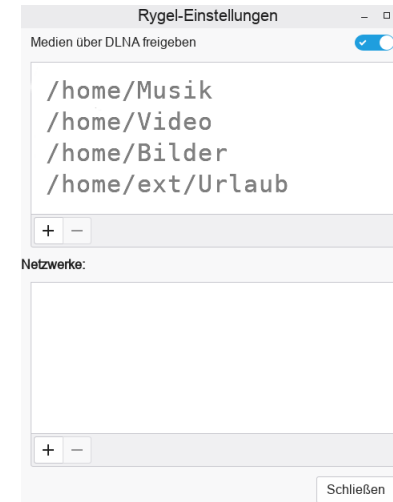 Rygel-Einstellungen
Medien über DLNA freigeben
/home/Musik
/home/Video
/home/Bilder
/home/ext/Urlaub
Netzwerke:
Schließen